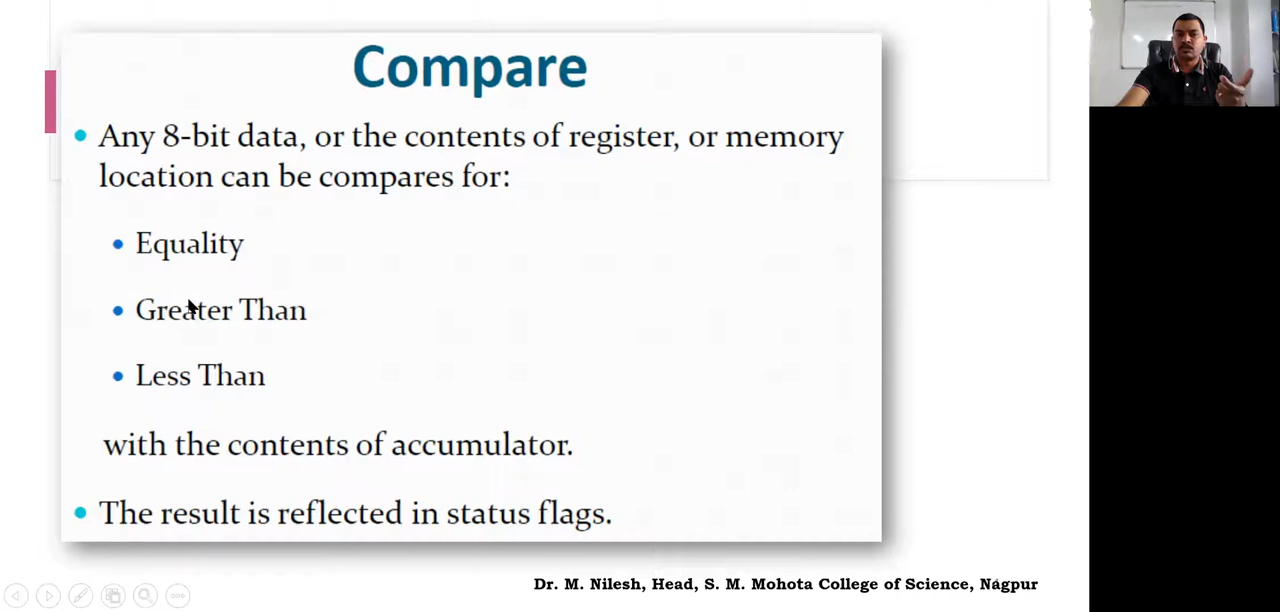 Compare
Any 8-bit data, or the contents of register, or memory
location can be compares for:
Equality
Greater Than
Less Than
with the contents of accumulator.
The result is reflected in status flags.
Dr. M. Nilesh, Head, S. M. Mohota College of Science, Nagpur